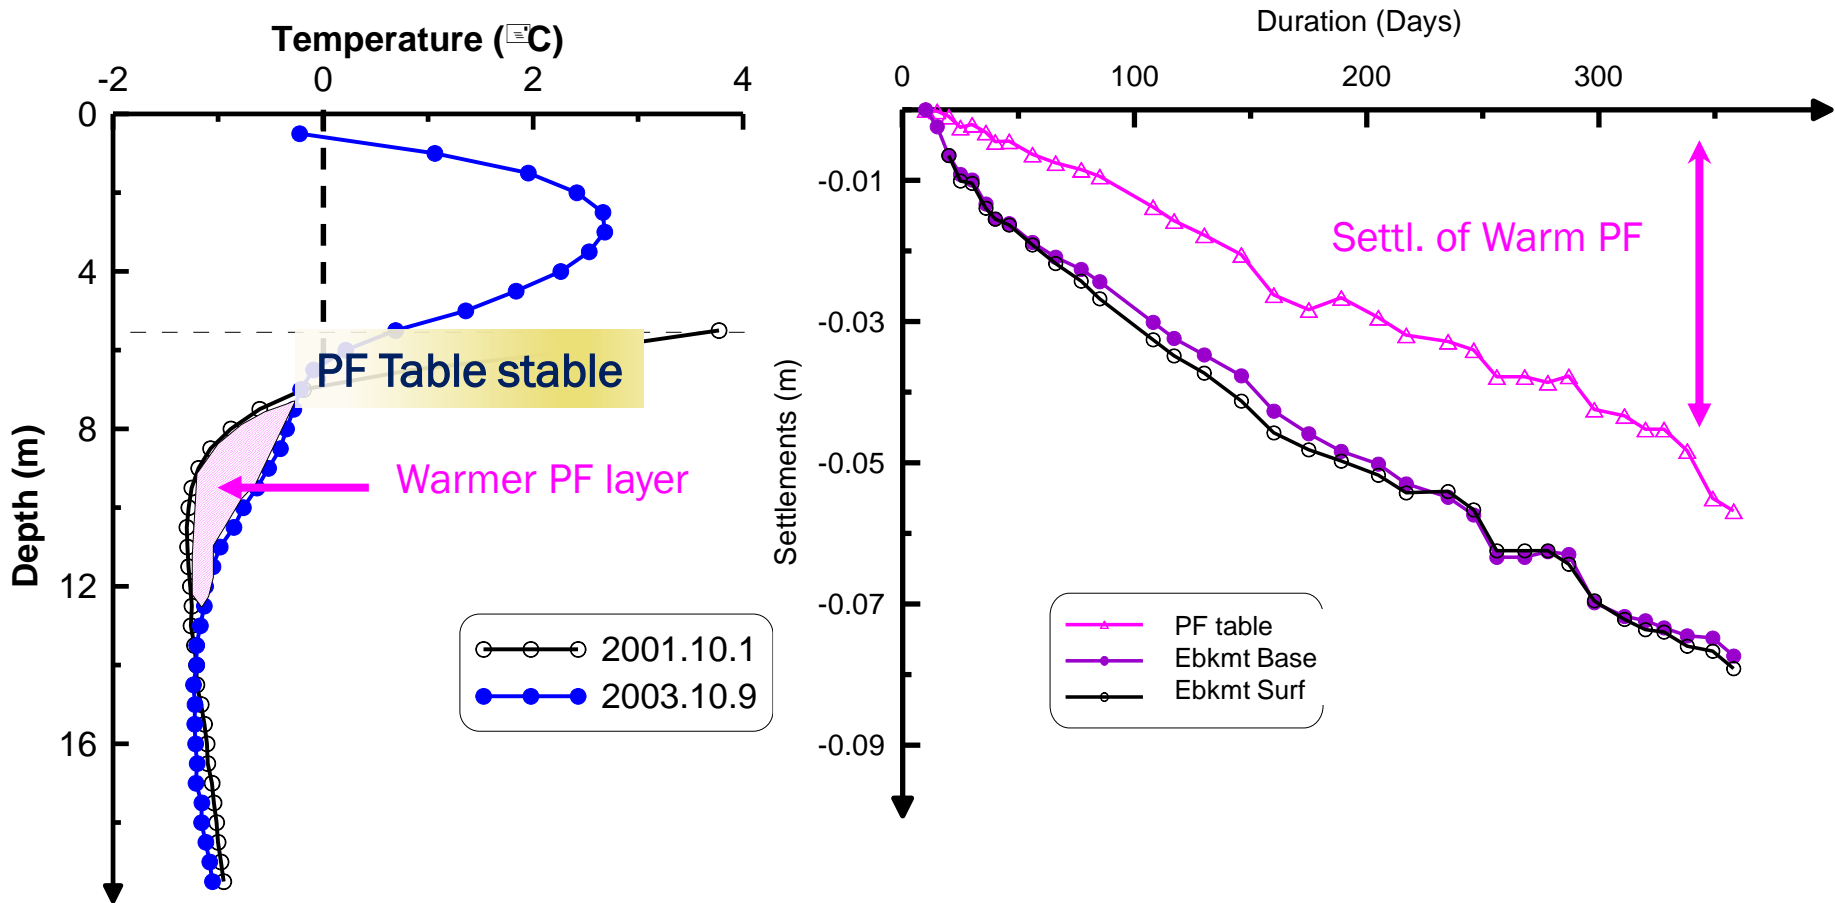 Temperature (C)
-2 0 2 4
0
4
8
12
16
Depth (m)
PF Table stable
Warmer PF layer
2001.10.1
2003.10.9
Duration (Days)
0 100 200 300
-0.01
-0.03
-0.05
-0.07
-0.09
Settlements (m)
Settl. of Warm PF
PF table
Ebkmt Base
Ebkmt Surf